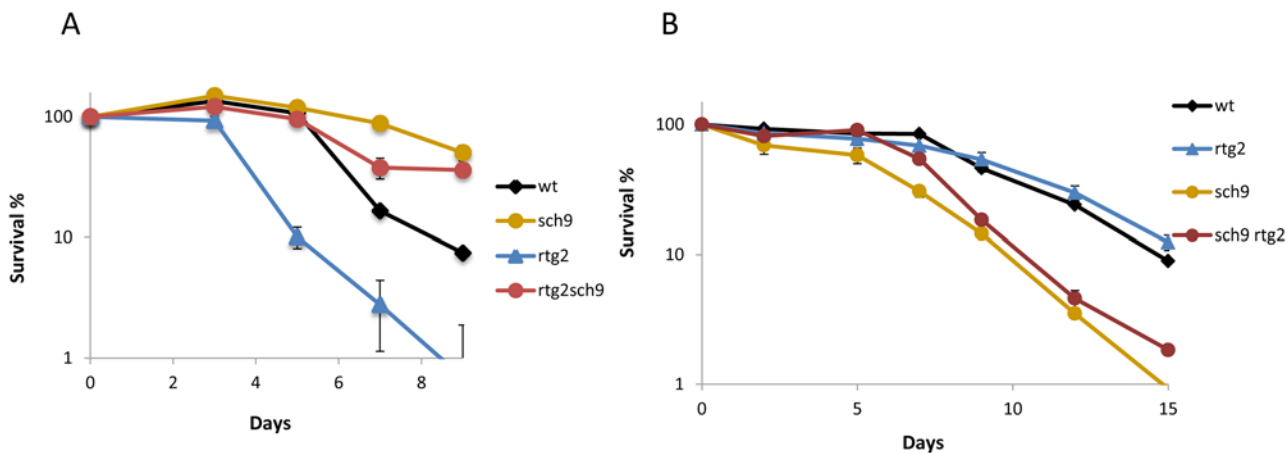 A
Survival %
100
10
1
0
2
4
6
8
Days
wt
sch9
rtg2
rtg2sch9
B
Survival %
100
10
1
0
5
10
15
Days
wt
rtg2
sch9
sch9 rtg2